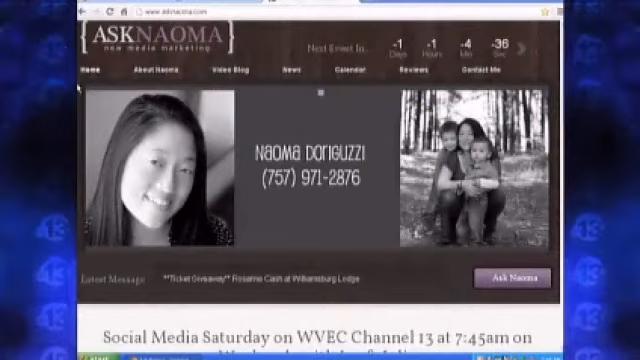 www.asknaoma.com
{ASKNAOMA}
new media marketing
Next Event In...
-1 -1 -4 -36
Days Hours Min Sec
Home About Naoma Video Blog News Calendar Reviews Contact Me
Naoma Doriguzzi
(757) 971-2876
Latest Message **Ticket Giveaway** Rosanne Cash at Williamsburg Lodge
Ask Naoma
Social Media Saturday on WVEC Channel 13 at 7:45am on
start